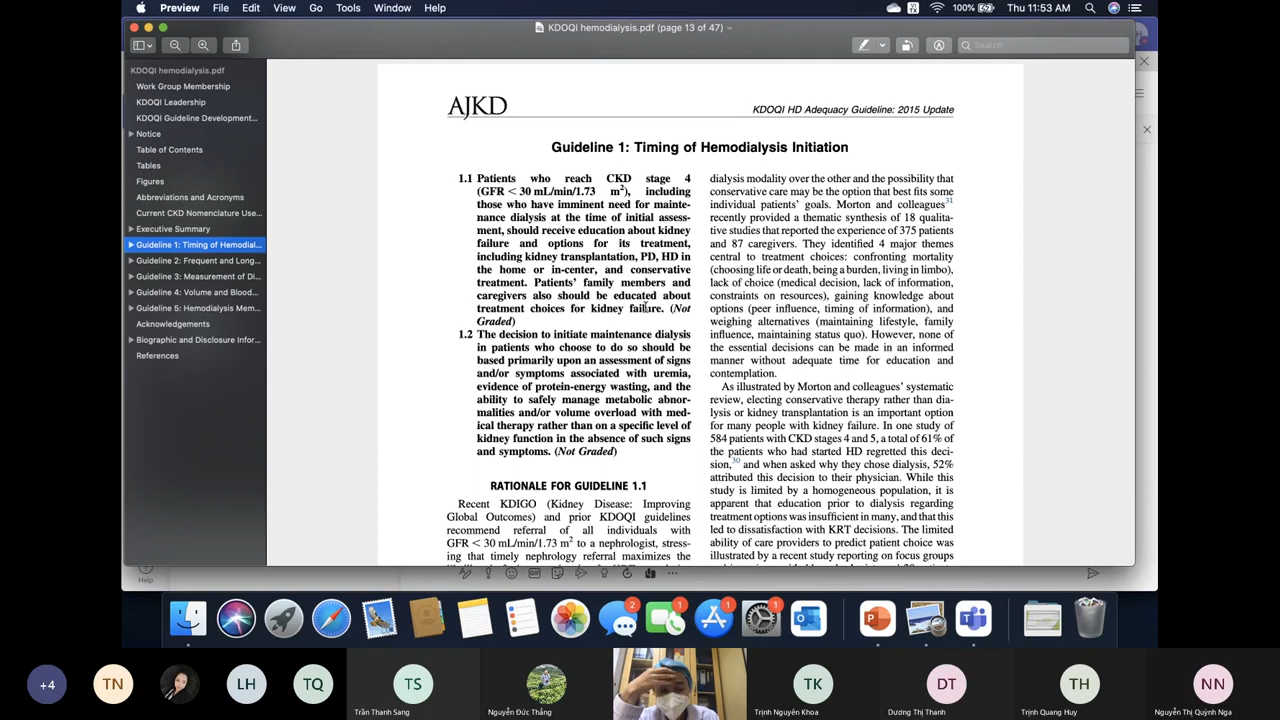 Preview File Edit View Go Tools Window Help
100% Thu 11:53 AM
KDOQI hemodialysis.pdf (page 13 of 47)
Search
KDOQI hemodialysis.pdf
Work Group Membership
KDOQI Leadership
KDOQI Guideline Development...
Notice
Table of Contents
Tables
Figures
Abbreviations and Acronyms
Current CKD Nomenclature Use...
Executive Summary
Guideline 1: Timing of Hemodial...
Guideline 2: Frequent and Long...
Guideline 3: Measurement of Di...
Guideline 4: Volume and Blood...
Guideline 5: Hemodialysis Mem...
Acknowledgements
Biographic and Disclosure Infor...
References
AJKD
KDOQI HD Adequacy Guideline: 2015 Update
Guideline 1: Timing of Hemodialysis Initiation
1.1 Patients who reach CKD stage 4
(GFR < 30 mL/min/1.73 m2), including
those who have imminent need for mainte-
nance dialysis at the time of initial assess-
ment, should receive education about kidney
failure and options for its treatment,
including kidney transplantation, PD, HD in
the home or in-center, and conservative
treatment. Patients' family members and
caregivers also should be educated about
treatment choices for kidney failure. (Not
Graded)
1.2 The decision to initiate maintenance dialysis
in patients who choose to do so should be
based primarily upon an assessment of signs
and/or symptoms associated with uremia,
evidence of protein-energy wasting, and the
ability to safely manage metabolic abnor-
malities and/or volume overload with med-
ical therapy rather than on a specific level of
kidney function in the absence of such signs
and symptoms. (Not Graded)
RATIONALE FOR GUIDELINE 1.1
Recent KDIGO (Kidney Disease: Improving
Global Outcomes) and prior KDOQI guidelines
recommend referral of all individuals with
GFR < 30 mL/min/1.73 m2 to a nephrologist, stress-
ing that timely nephrology referral maximizes the
dialysis modality over the other and the possibility that
conservative care may be the option that best fits some
individual patients' goals. Morton and colleagues31
recently provided a thematic synthesis of 18 qualita-
tive studies that reported the experience of 375 patients
and 87 caregivers. They identified 4 major themes
central to treatment choices: confronting mortality
(choosing life or death, being a burden, living in limbo),
lack of choice (medical decision, lack of information,
constraints on resources), gaining knowledge about
options (peer influence, timing of information), and
weighing alternatives (maintaining lifestyle, family
influence, maintaining status quo). However, none of
the essential decisions can be made in an informed
manner without adequate time for education and
contemplation.
As illustrated by Morton and colleagues' systematic
review, electing conservative therapy rather than dia-
lysis or kidney transplantation is an important option
for many people with kidney failure. In one study of
584 patients with CKD stages 4 and 5, a total of 61% of
the patients who had started HD regretted this deci-
sion,30 and when asked why they chose dialysis, 52%
attributed this decision to their physician. While this
study is limited by a homogeneous population, it is
apparent that education prior to dialysis regarding
treatment options was insufficient in many, and that this
led to dissatisfaction with KRT decisions. The limited
ability of care providers to predict patient choice was
illustrated by a recent study reporting on focus groups
Help
2 1 1 1
+4 TN LH TQ TS TK DT TH NN
Trần Thanh Sang
Nguyễn Đức Thắng
Trịnh Nguyên Khoa
Dương Thị Thanh
Trịnh Quang Huy
Nguyễn Thị Quỳnh Nga